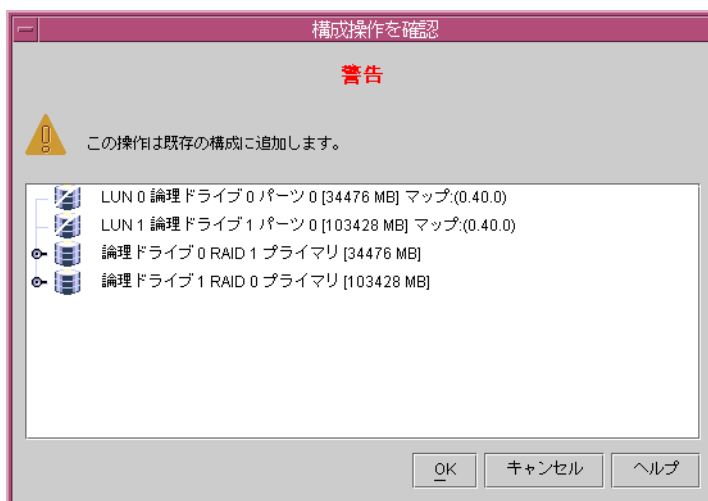 構成操作を確認
警告
この操作は既存の構成に追加します。
LUN 0 論理ドライブ 0 パーツ 0 [34476 MB] マップ:(0.40.0)
LUN 1 論理ドライブ 1 パーツ 0 [103428 MB] マップ:(0.40.0)
論理ドライブ 0 RAID 1 プライマリ [34476 MB]
論理ドライブ 1 RAID 0 プライマリ [103428 MB]
OK キャンセル ヘルプ